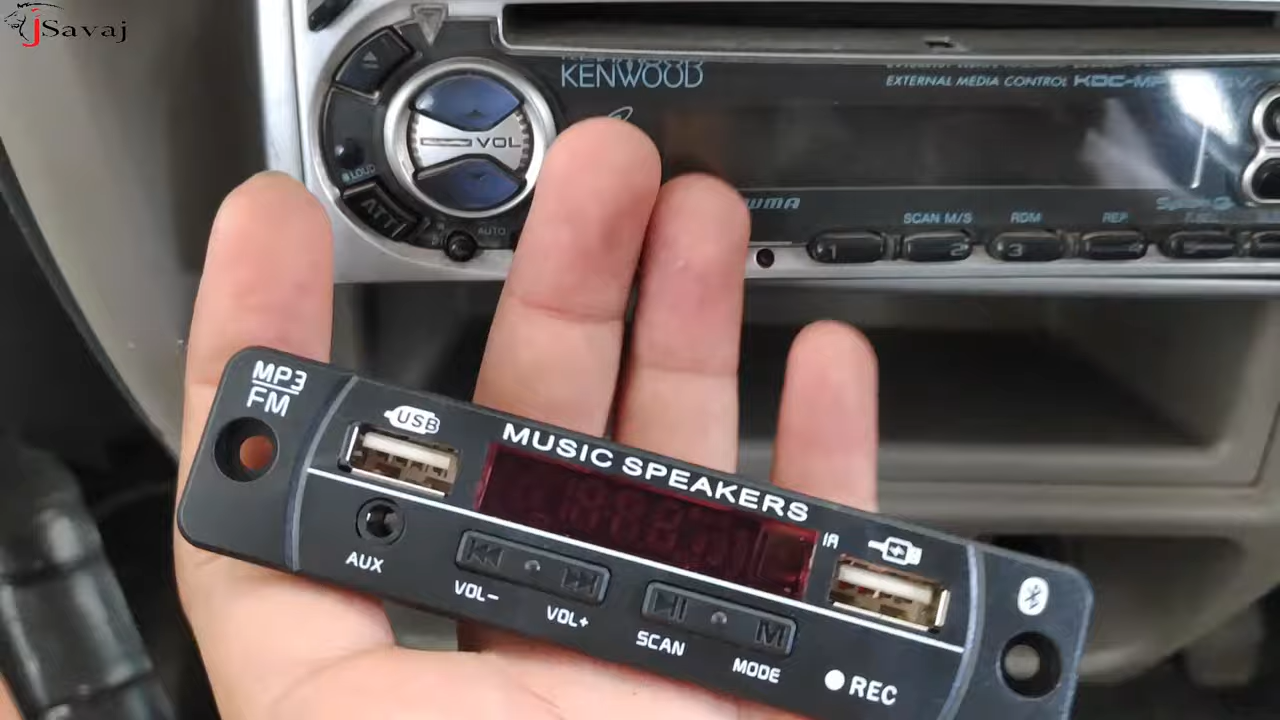 jSavaj
KENWOOD
EXTERNAL MEDIA CONTROL
VOL
LOUD
ATT
AUTO
WMA
SCAN M/S
RDM
REP
1
2
3
MP3
FM
USB
MUSIC SPEAKERS
IR
AUX
VOL-
VOL+
SCAN
M
MODE
REC